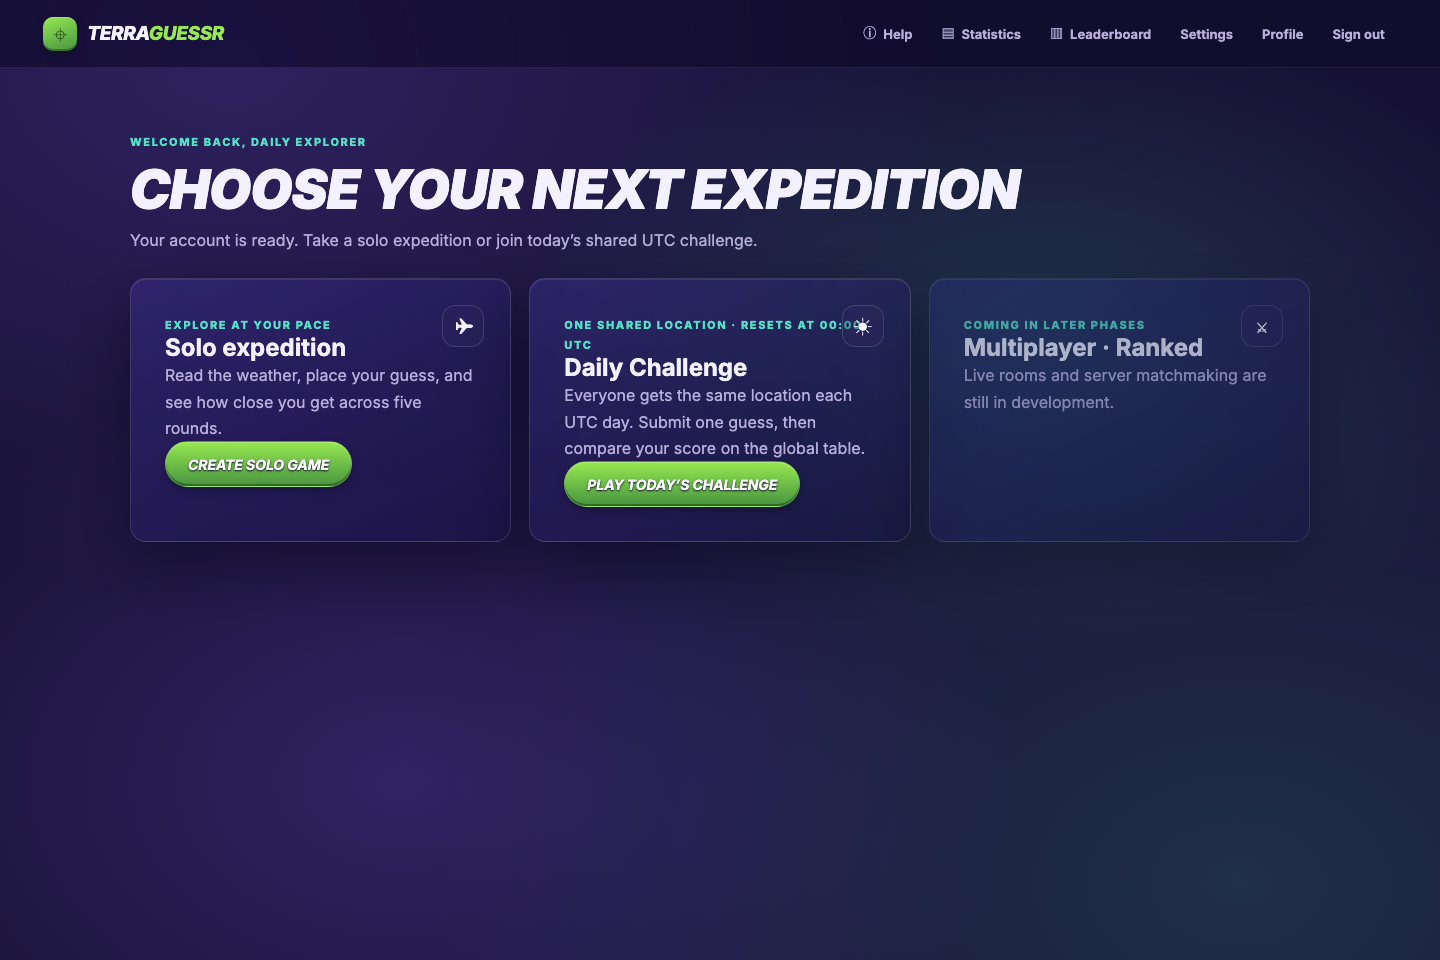 TERRAGUESSR
Help
Statistics
Leaderboard
Settings
Profile
Sign out
WELCOME BACK, DAILY EXPLORER
CHOOSE YOUR NEXT EXPEDITION
Your account is ready. Take a solo expedition or join today's shared UTC challenge.
EXPLORE AT YOUR PACE
Solo expedition
Read the weather, place your guess, and
see how close you get across five
rounds.
CREATE SOLO GAME
ONE SHARED LOCATION · RESETS AT 00:00
UTC
Daily Challenge
Everyone gets the same location each
UTC day. Submit one guess, then
compare your score on the global table.
PLAY TODAY'S CHALLENGE
COMING IN LATER PHASES
Multiplayer · Ranked
Live rooms and server matchmaking are
still in development.